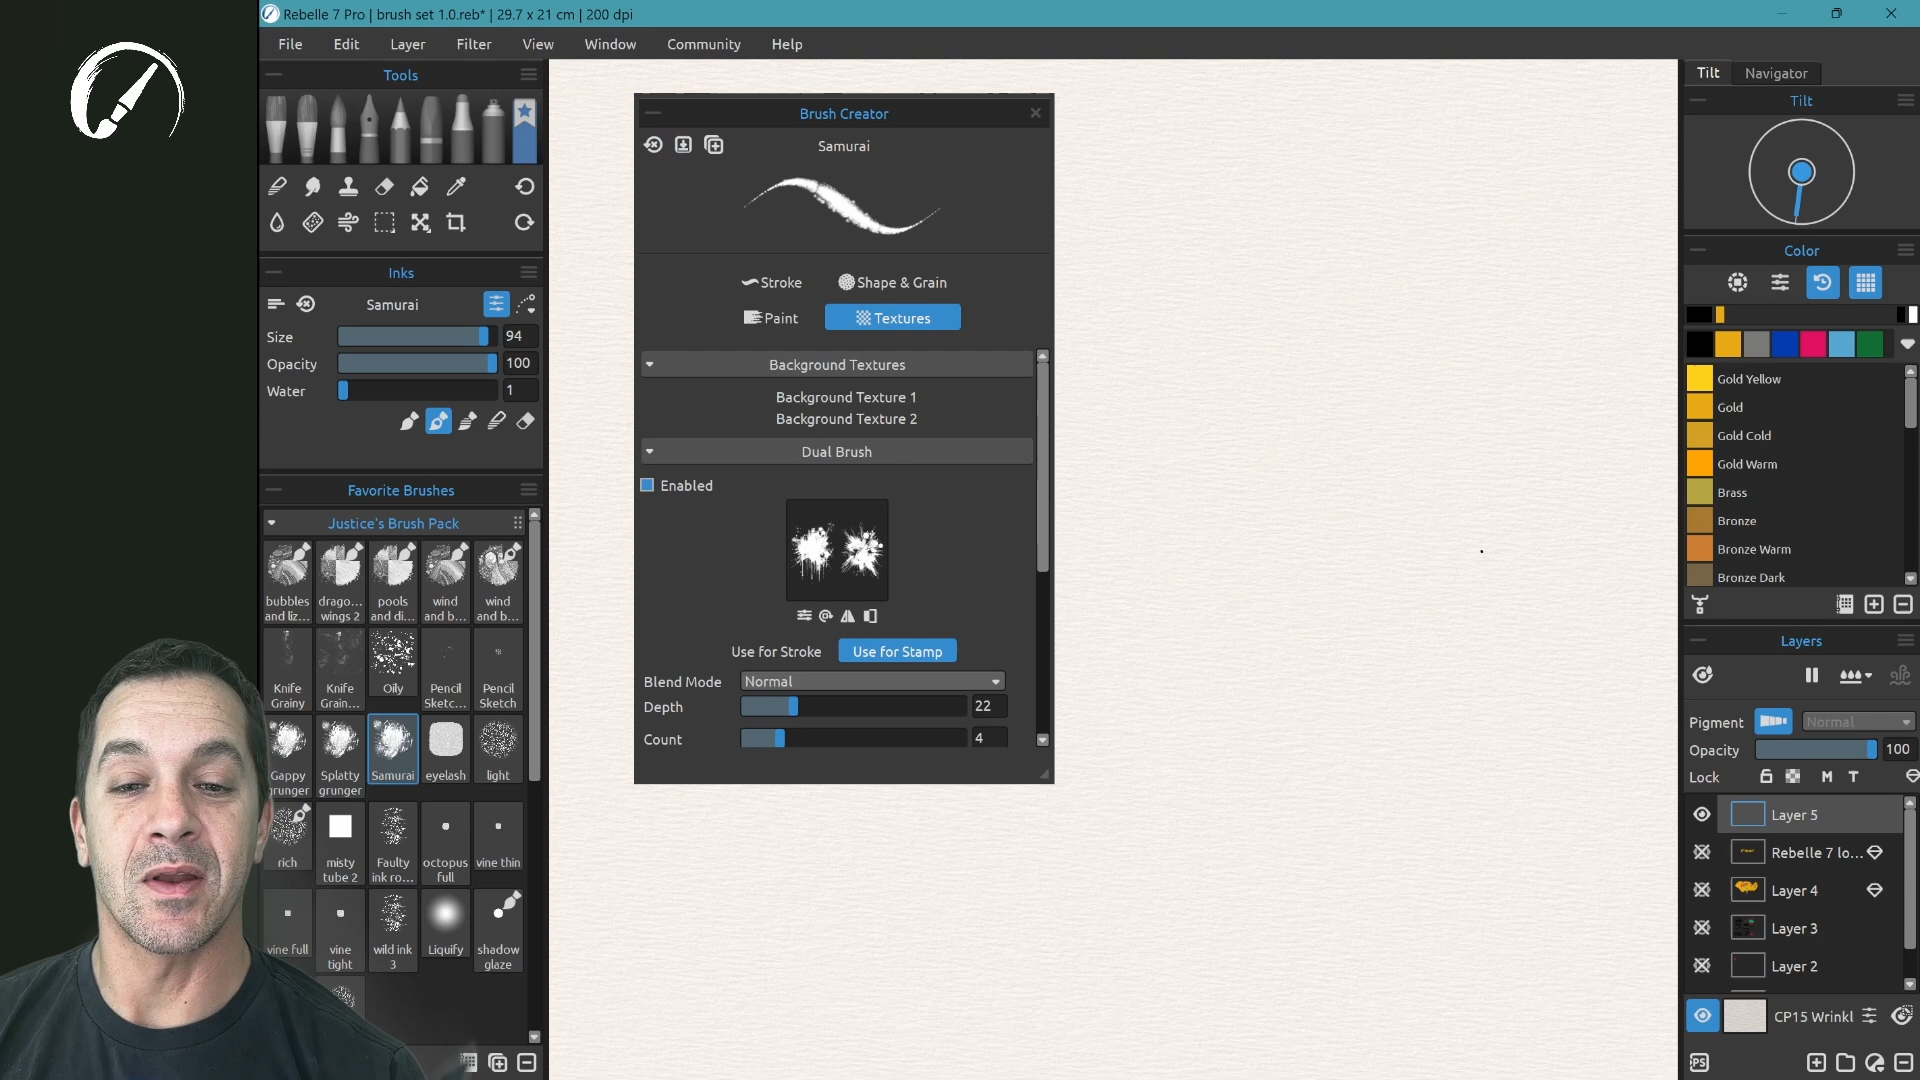 Rebelle 7 Pro | brush set 1.0.reb* | 29.7 x 21 cm | 200 dpi
File Edit Layer Filter View Window Community Help
Tools
Inks
Samurai
Size 94
Opacity 100
Water 1
Favorite Brushes
Justice's Brush Pack
bubbles and liz...
drago... wings 2
pools and di...
wind and b...
wind and b...
Knife Grainy
Knife Grain...
Oily
Pencil Sketc...
Pencil Sketch
Gappy grunger
Splatty grunger
Samurai
eyelash
light
rich
misty tube 2
Faulty ink ro...
octopus full
vine thin
vine full
vine tight
wild ink 3
Liquify
shadow glaze
Brush Creator
Samurai
Stroke
Shape & Grain
Paint
Textures
Background Textures
Background Texture 1
Background Texture 2
Dual Brush
Enabled
Use for Stroke
Use for Stamp
Blend Mode Normal
Depth 22
Count 4
Tilt Navigator
Tilt
Color
Gold Yellow
Gold
Gold Cold
Gold Warm
Brass
Bronze
Bronze Warm
Bronze Dark
Layers
Pigment Normal
Opacity 100
Lock M T
Layer 5
Rebelle 7 lo...
Layer 4
Layer 3
Layer 2
CP15 Wrinkl
PS